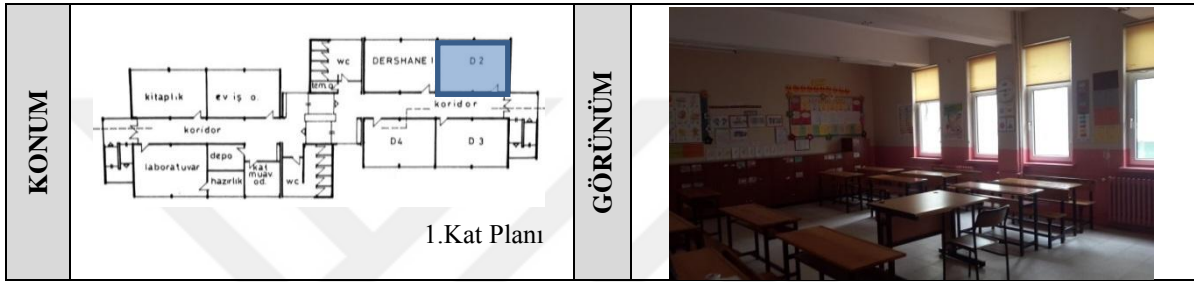 KONUM
wc
DERSHANE 1
D 2
kitaplık
ev iş o.
koridor
koridor
laboratuvar
depo
hazırlık
kat
muav
od.
wc
D4
D 3
1.Kat Planı
GÖRÜNÜM